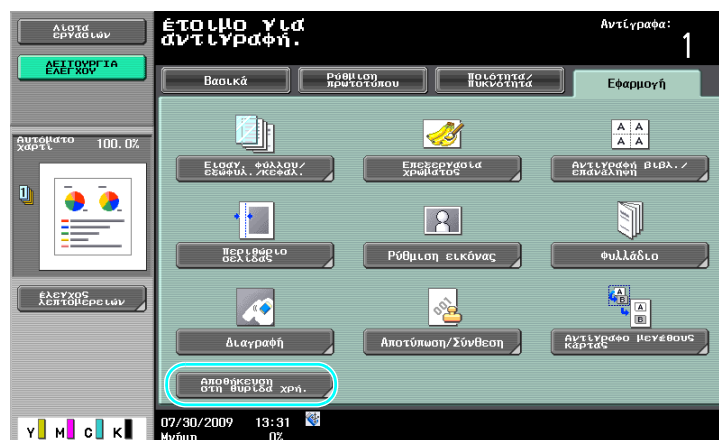 Λίστα
εργασιών
έτοιμο για
αντιγραφή.
Αντίγραφα:
1
ΛΕΙΤΟΥΡΓΙΑ
ΕΛΕΓΧΟΥ
Βασικά
Ρύθμιση
πρωτοτύπου
Ποιότητα/
πυκνότητα
Εφαρμογή
Αυτόματο
χαρτί
100.0%
Εισαγ. φύλλου/
εξώφυλ./κεφάλ.
Επεξεργασία
χρώματος
Αντιγραφή βιβλ./
επανάληψη
Περιθώριο
σελίδας
Ρύθμιση εικόνας
Φυλλάδιο
έλεγχος
λεπτομερειών
Διαγραφή
Αποτύπωση/Σύνθεση
Αντίγραφο μεγέθους
κάρτας
Αποθήκευση
στη θυρίδα χρή.
Y M C K
07/30/2009 13:31
Μνήμη 0%